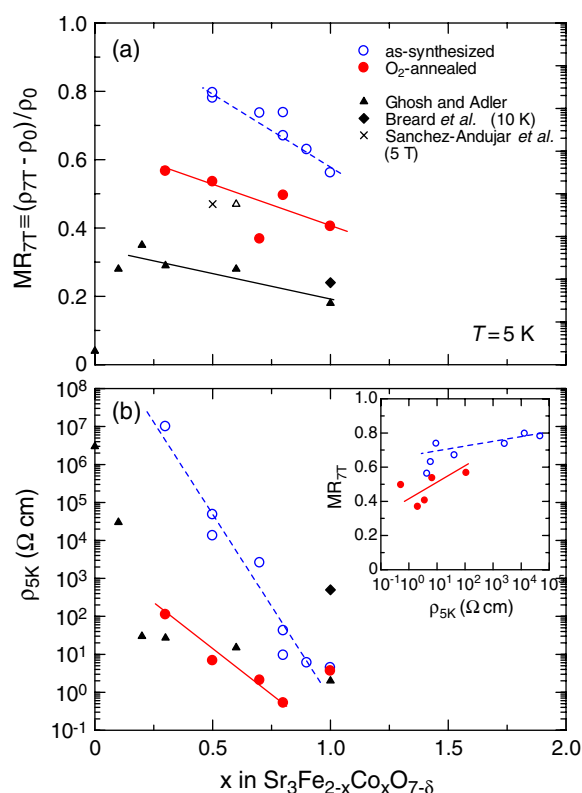 (a)
as-synthesized
O₂-annealed
Ghosh and Adler
Breard et al. (10 K)
Sanchez-Andujar et al.
(5 T)
MR₇T≡(ρ₇T - ρ₀)/ρ₀
1
0.8
0.6
0.4
0.2
0
T = 5 K
(b)
ρ₅K (Ω cm)
10⁸
10⁷
10⁶
10⁵
10⁴
10³
10²
10¹
10⁰
10⁻¹
MR₇T
1.0
0.8
0.6
0.4
0.2
0
10⁻¹ 10⁰ 10¹ 10² 10³ 10⁴ 10⁵
ρ₅K (Ω cm)
0 0.5 1.0 1.5 2.0
x in Sr₃Fe₂₋ₓCoₓO₇₋δ